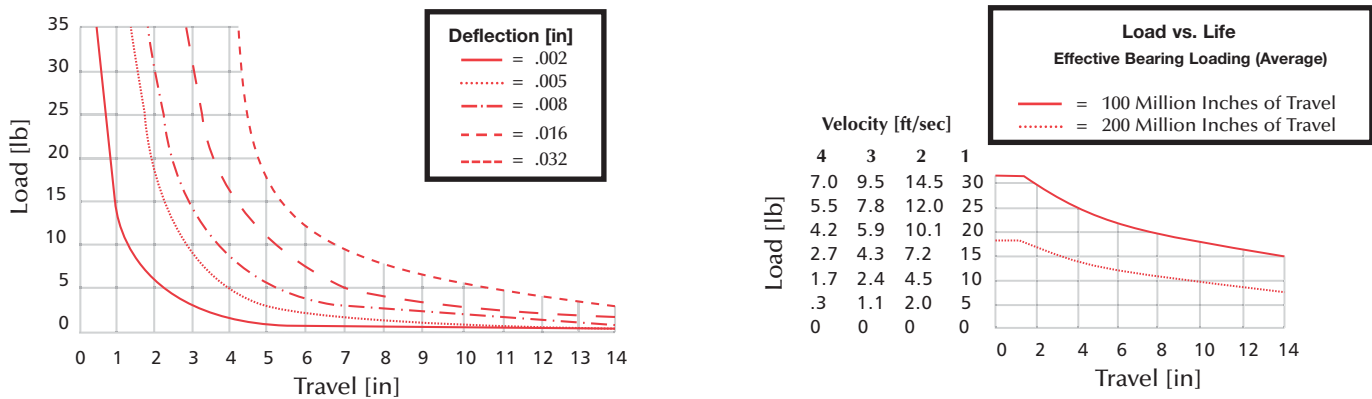 35
30
25
20
15
10
5
0
Load [lb]
0 1 2 3 4 5 6 7 8 9 10 11 12 13 14
Travel [in]
Deflection [in]
= .002
= .005
= .008
= .016
= .032
Load vs. Life
Effective Bearing Loading (Average)
= 100 Million Inches of Travel
= 200 Million Inches of Travel
Velocity [ft/sec]
4 3 2 1
7.0 9.5 14.5 30
5.5 7.8 12.0 25
4.2 5.9 10.1 20
2.7 4.3 7.2 15
1.7 2.4 4.5 10
.3 1.1 2.0 5
0 0 0 0
Load [lb]
0 2 4 6 8 10 12 14
Travel [in]